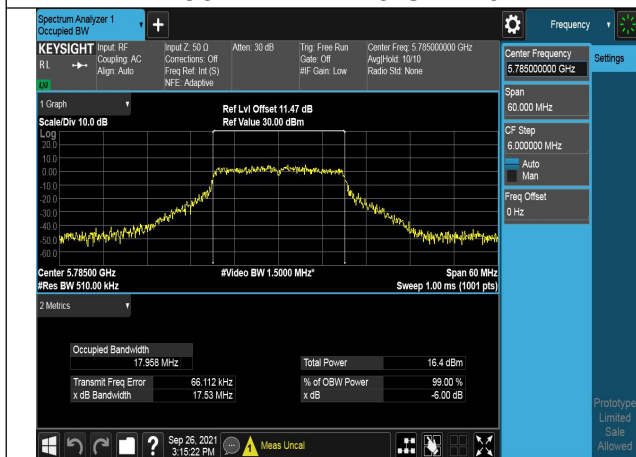 Spectrum Analyzer 1
Occupied BW
Frequency
KEYSIGHT
RL
Input: RF
Coupling: AC
Align: Auto
Input Z: 50 Ω
Corrections: Off
Freq Ref: Int (S)
NFE: Adaptive
Atten: 30 dB
Trig: Free Run
Gate: Off
#IF Gain: Low
Center Freq: 5.785000000 GHz
Avg|Hold: 10/10
Radio Std: None
Center Frequency
5.785000000 GHz
Settings
Span
60.000 MHz
CF Step
6.000000 MHz
Auto
Man
Freq Offset
0 Hz
1 Graph
Scale/Div 10.0 dB
Ref Lvl Offset 11.47 dB
Ref Value 30.00 dBm
Log
20.0
10.0
0.00
-10.0
-20.0
-30.0
-40.0
-50.0
-60.0
Center 5.78500 GHz
#Res BW 510.00 kHz
#Video BW 1.5000 MHz*
Span 60 MHz
Sweep 1.00 ms (1001 pts)
2 Metrics
Occupied Bandwidth
17.958 MHz
Total Power 16.4 dBm
Transmit Freq Error 66.112 kHz
% of OBW Power 99.00 %
x dB Bandwidth 17.53 MHz
x dB -6.00 dB
Prototype
Limited
Sale
Allowed
Sep 26, 2021
3:15:22 PM
Meas Uncal